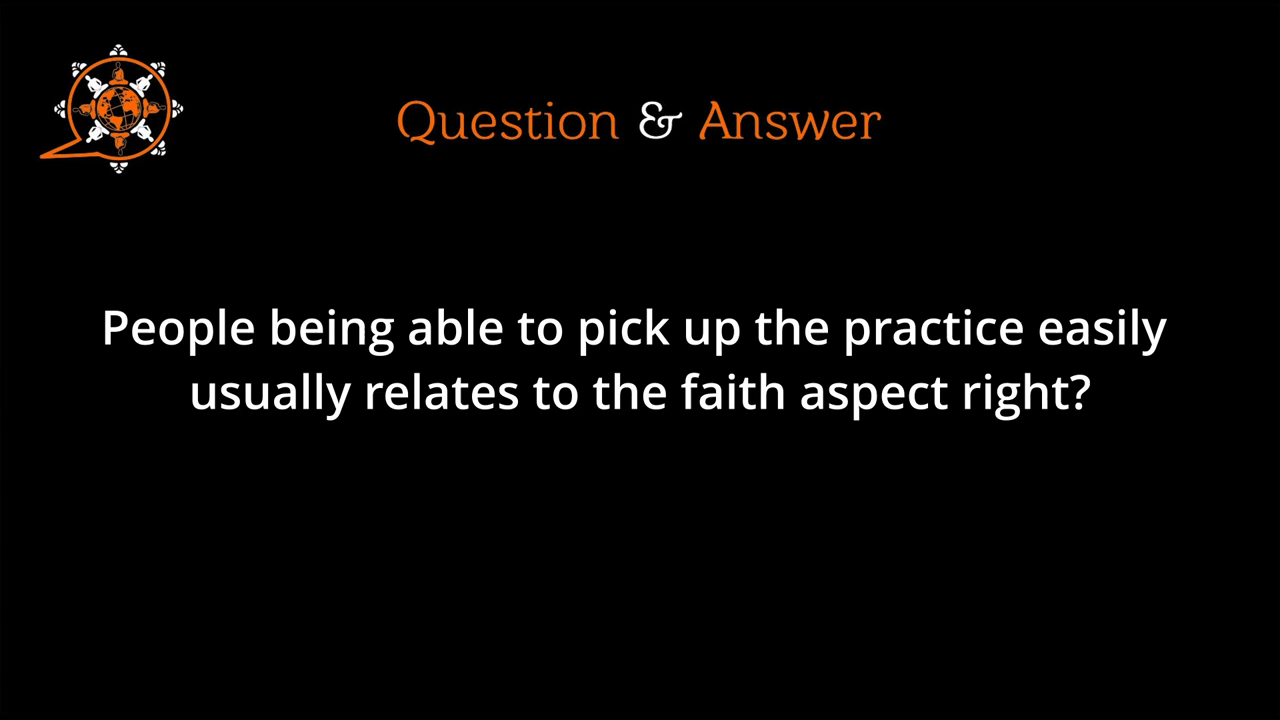 Question & Answer
People being able to pick up the practice easily
usually relates to the faith aspect right?